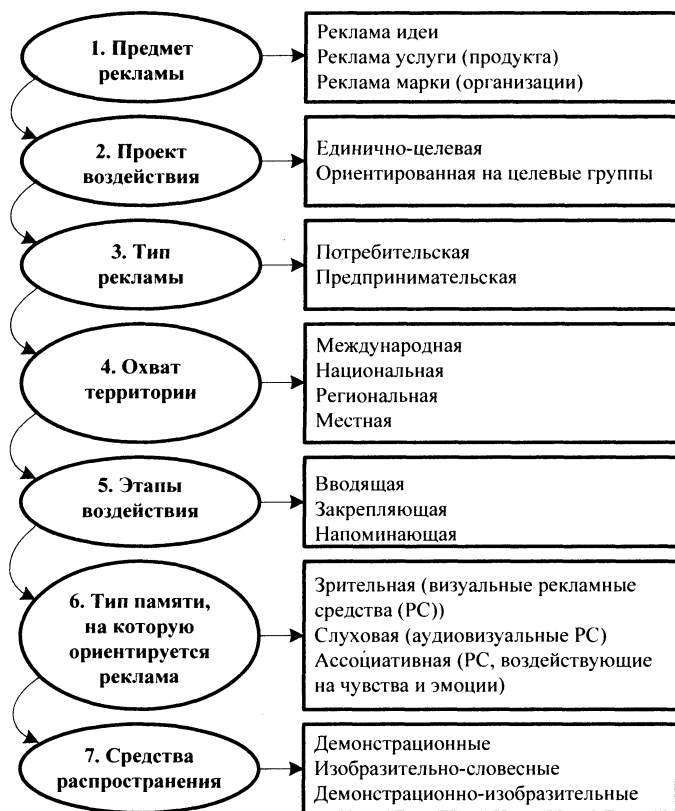 1. Предмет
рекламы
Реклама идеи
Реклама услуги (продукта)
Реклама марки (организации)
2. Проект
воздействия
Единично-целевая
Ориентированная на целевые группы
3. Тип
рекламы
Потребительская
Предпринимательская
4. Охват
территории
Международная
Национальная
Региональная
Местная
5. Этапы
воздействия
Вводящая
Закрепляющая
Напоминающая
6. Тип памяти,
на которую
ориентируется
реклама
Зрительная (визуальные рекламные
средства (РС))
Слуховая (аудиовизуальные РС)
Ассоциативная (РС, воздействующие
на чувства и эмоции)
7. Средства
распространения
Демонстрационные
Изобразительно-словесные
Демонстрационно-изобразительные